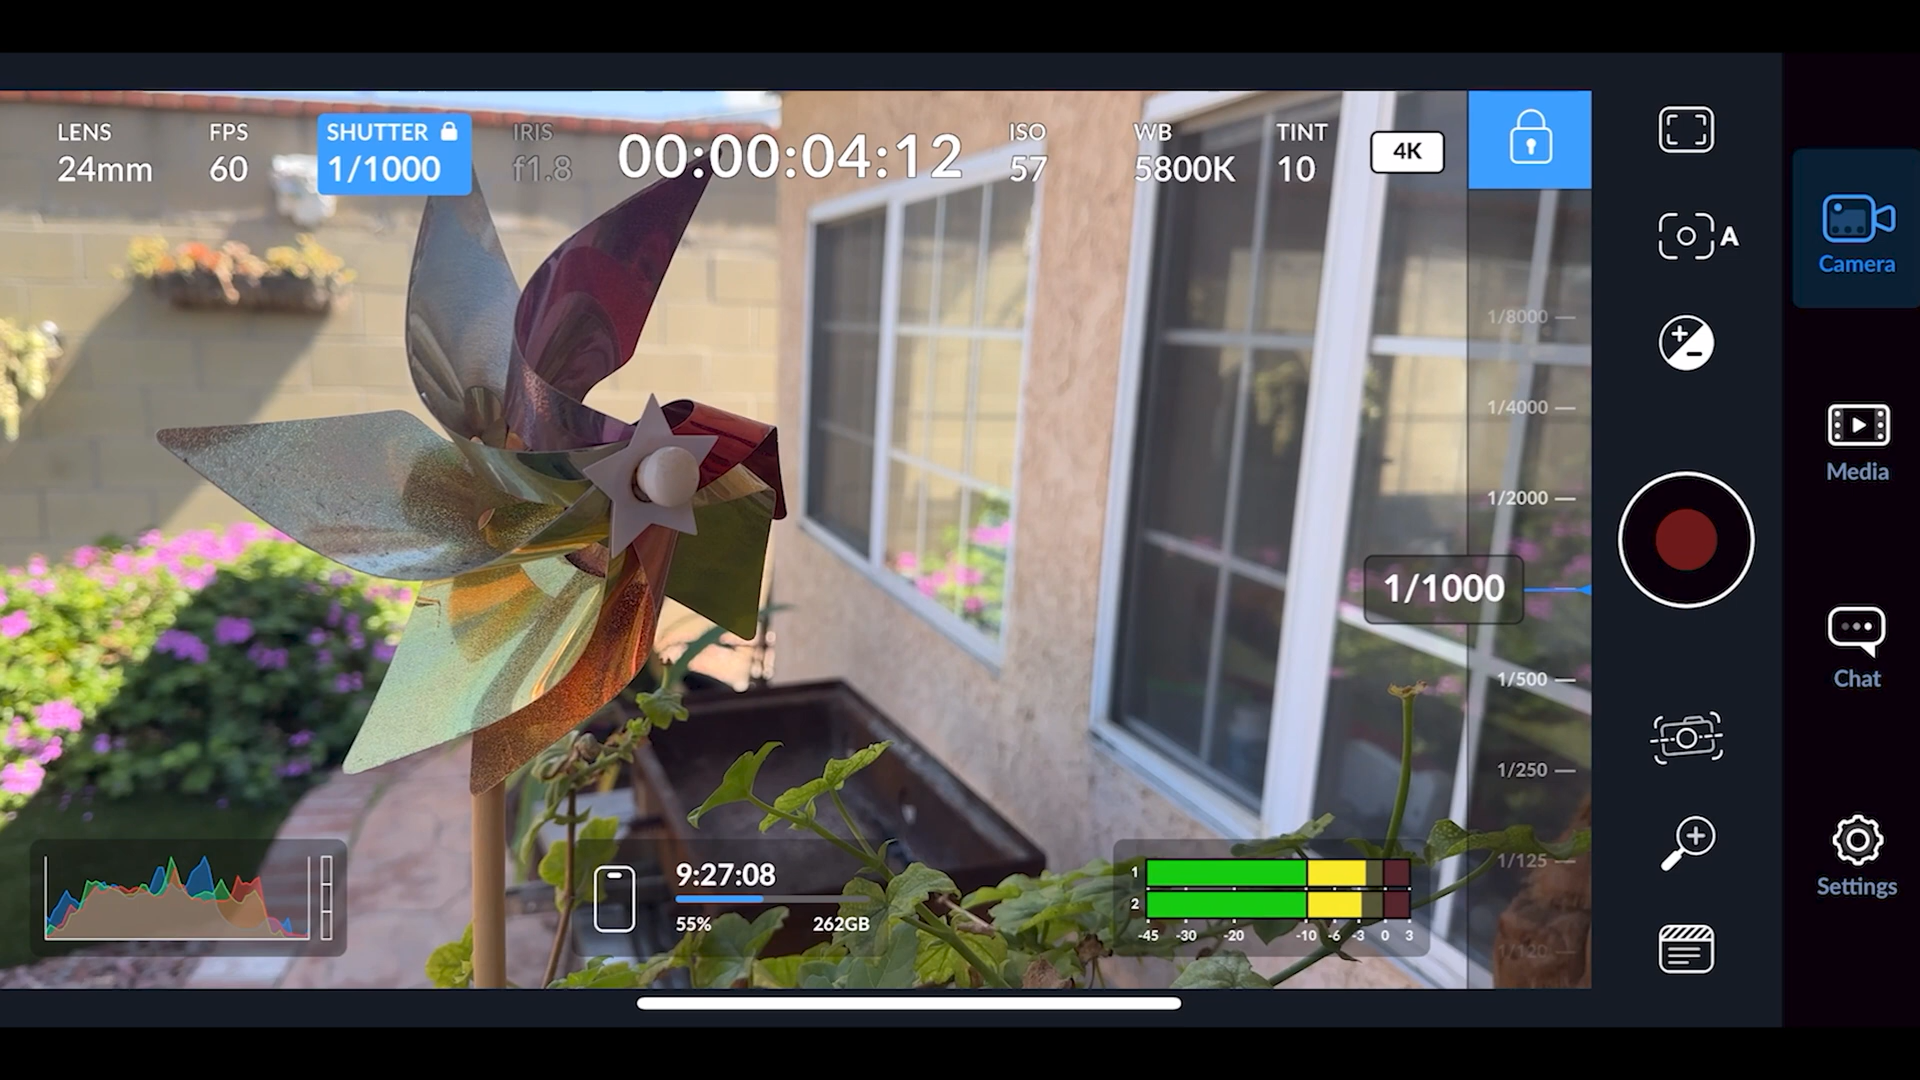 LENS
24mm
FPS
60
SHUTTER
1/1000
IRIS
f1.8
00:00:04:12
ISO
57
WB
5800K
TINT
10
4K
A
Camera
Media
Chat
Settings
1/8000
1/4000
1/2000
1/1000
1/500
1/250
1/125
1/120
9:27:08
55% 262GB
1
2
-45 -30 -20 -10 -6 -3 0 3